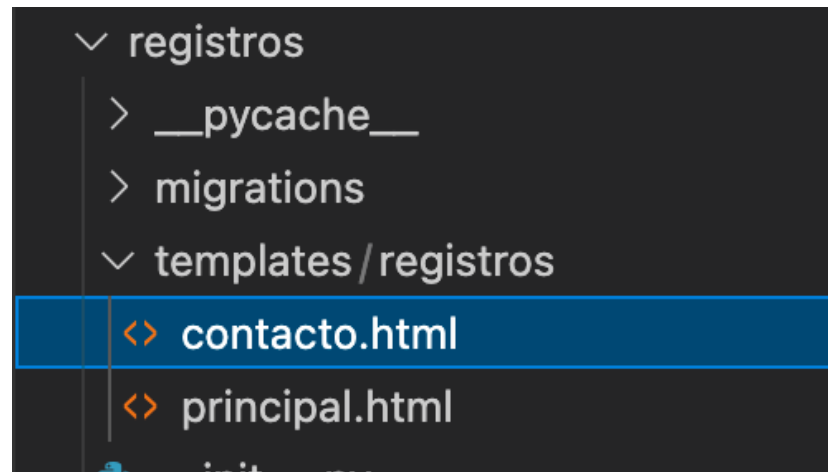 registros
__pycache__
migrations
templates/registros
contacto.html
principal.html